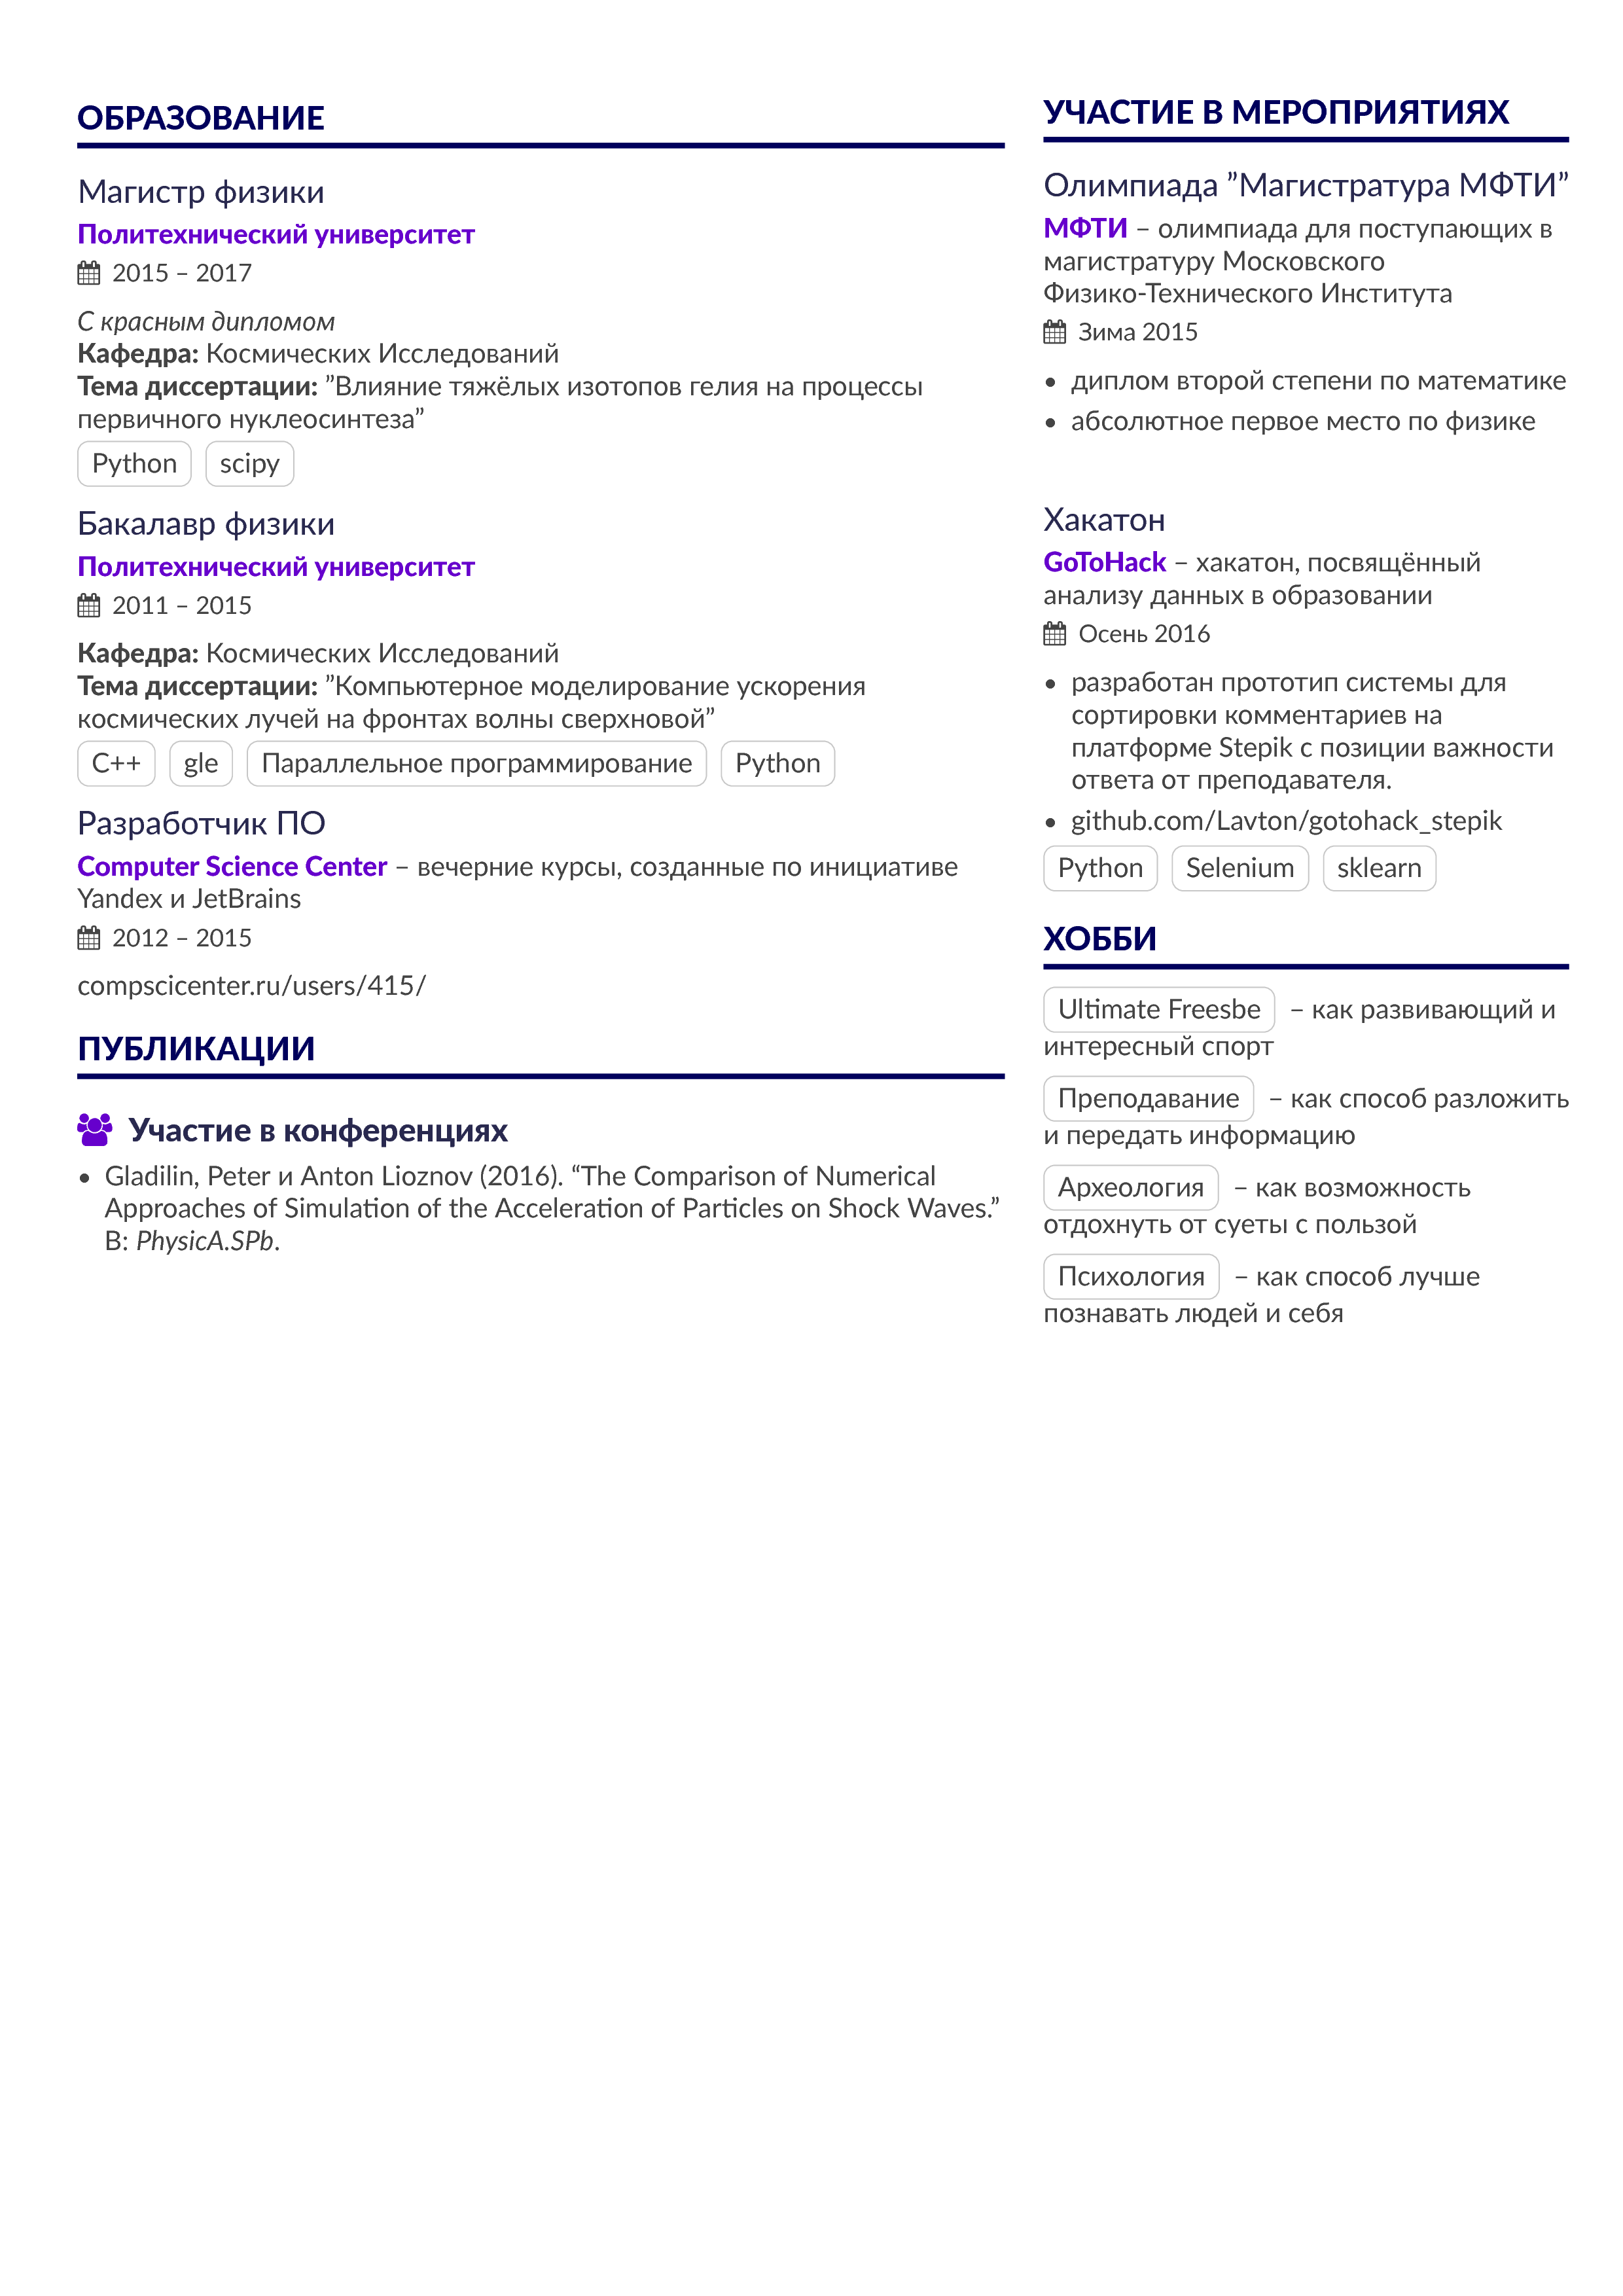 ОБРАЗОВАНИЕ
Магистр физики
Политехнический университет
2015 – 2017
С красным дипломом
Кафедра: Космических Исследований
Тема диссертации: ”Влияние тяжёлых изотопов гелия на процессы
первичного нуклеосинтеза”
Python scipy
Бакалавр физики
Политехнический университет
2011 – 2015
Кафедра: Космических Исследований
Тема диссертации: ”Компьютерное моделирование ускорения
космических лучей на фронтах волны сверхновой”
C++ gle Параллельное программирование Python
Разработчик ПО
Computer Science Center – вечерние курсы, созданные по инициативе
Yandex и JetBrains
2012 – 2015
compscicenter.ru/users/415/
ПУБЛИКАЦИИ
Участие в конференциях
• Gladilin, Peter и Anton Lioznov (2016). “The Comparison of Numerical
Approaches of Simulation of the Acceleration of Particles on Shock Waves.”
В: PhysicA.SPb.
УЧАСТИЕ В МЕРОПРИЯТИЯХ
Олимпиада ”Магистратура МФТИ”
МФТИ – олимпиада для поступающих в
магистратуру Московского
Физико-Технического Института
Зима 2015
• диплом второй степени по математике
• абсолютное первое место по физике
Хакатон
GoToHack – хакатон, посвящённый
анализу данных в образовании
Осень 2016
• разработан прототип системы для
сортировки комментариев на
платформе Stepik с позиции важности
ответа от преподавателя.
• github.com/Lavton/gotohack_stepik
Python Selenium sklearn
ХОББИ
Ultimate Freesbe – как развивающий и
интересный спорт
Преподавание – как способ разложить
и передать информацию
Археология – как возможность
отдохнуть от суеты с пользой
Психология – как способ лучше
познавать людей и себя